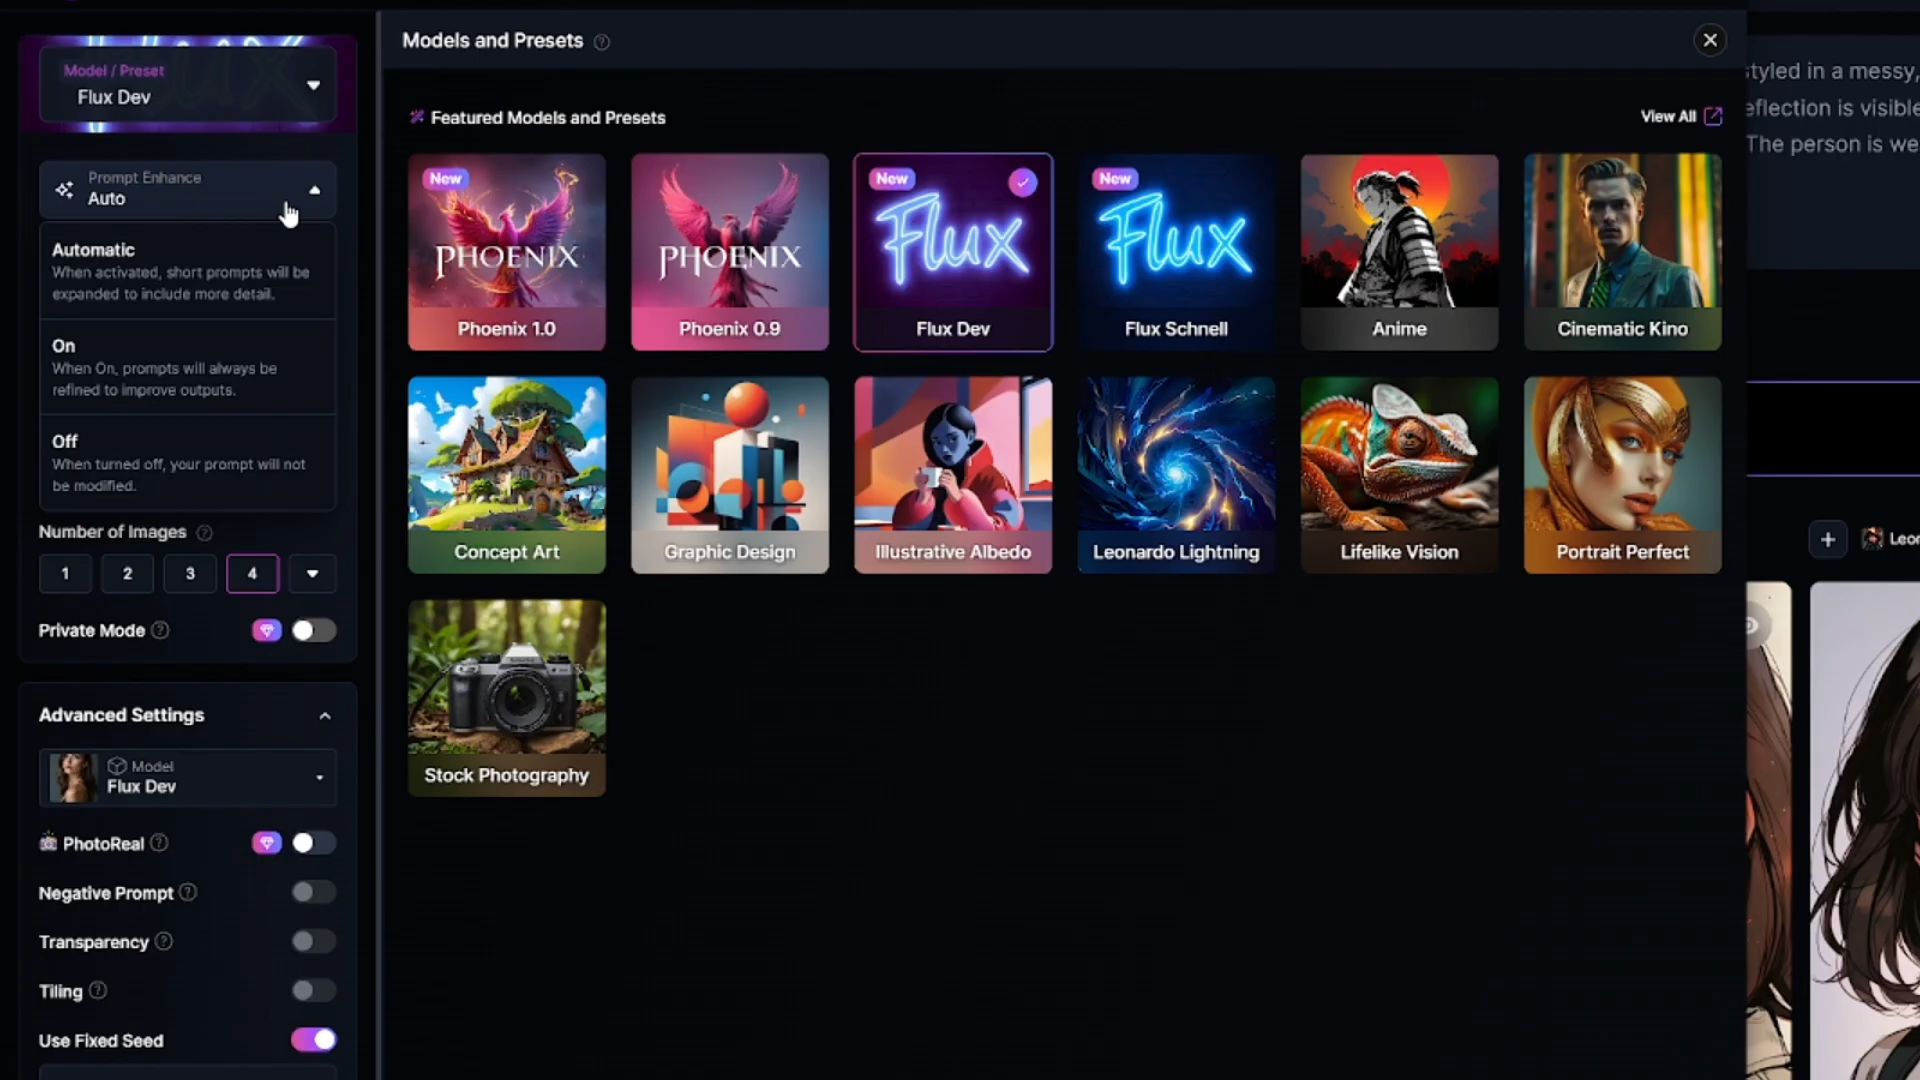 Model / Preset
Flux Dev
Prompt Enhance
Auto
Automatic
When activated, short prompts will be
expanded to include more detail.
On
When On, prompts will always be
refined to improve outputs.
Off
When turned off, your prompt will not
be modified.
Number of Images
1 2 3 4
Private Mode
Advanced Settings
Model
Flux Dev
PhotoReal
Negative Prompt
Transparency
Tiling
Use Fixed Seed
Models and Presets
Featured Models and Presets
View All
New
PHOENIX
Phoenix 1.0
PHOENIX
Phoenix 0.9
New
Flux
Flux Dev
New
Flux
Flux Schnell
Anime
Cinematic Kino
Concept Art
Graphic Design
Illustrative Albedo
Leonardo Lightning
Lifelike Vision
Portrait Perfect
Stock Photography
styled in a messy,
eflection is visible
The person is we
Leor